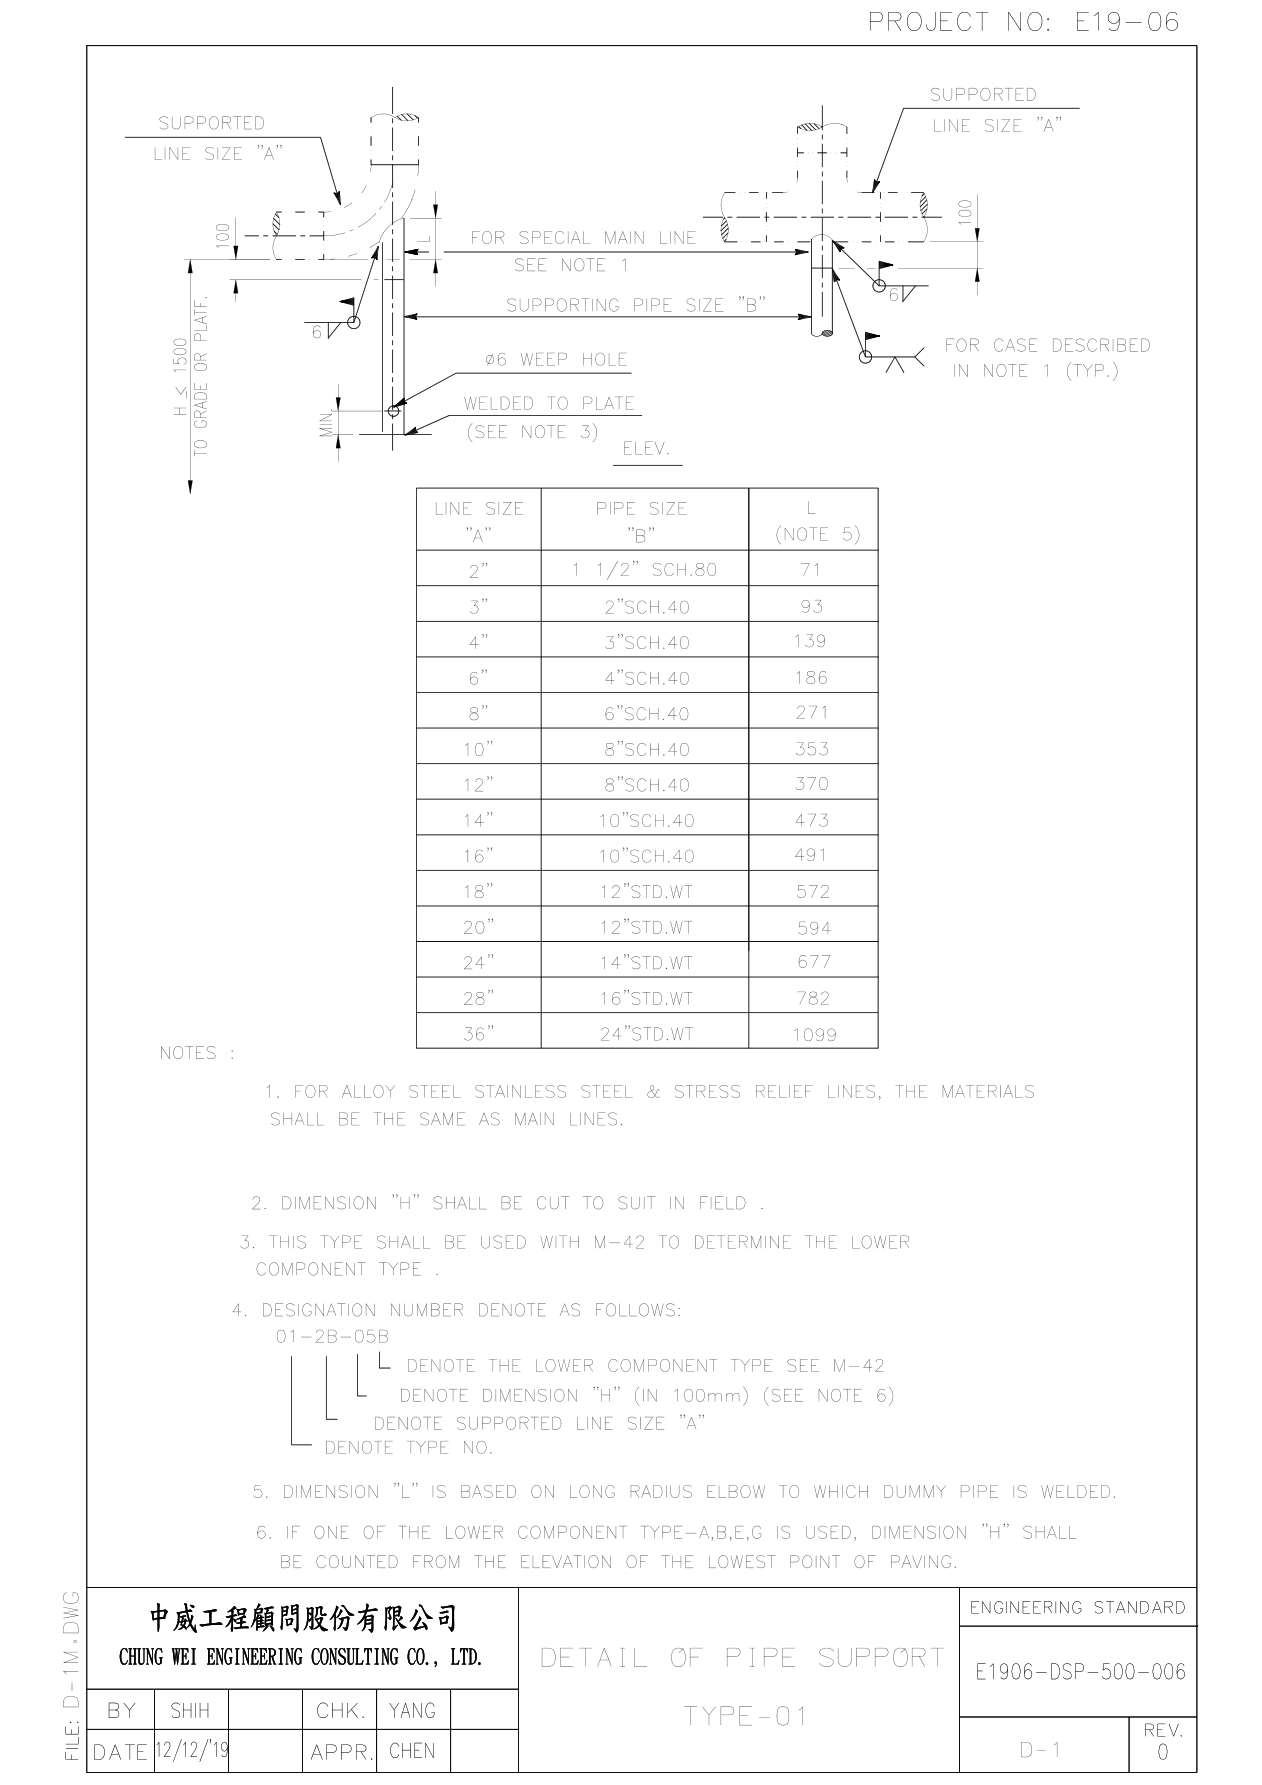 PROJECT NO: E19-06
SUPPORTED
LINE SIZE "A"
SUPPORTED
LINE SIZE "A"
100
L
FOR SPECIAL MAIN LINE
SEE NOTE 1
100
6
SUPPORTING PIPE SIZE "B"
6
H ≤ 1500
TO GRADE OR PLATF.
FOR CASE DESCRIBED
IN NOTE 1 (TYP.)
ø6 WEEP HOLE
WELDED TO PLATE
(SEE NOTE 3)
MIN.
ELEV.
LINE SIZE "A" PIPE SIZE "B" L (NOTE 5)
2" 1 1/2" SCH.80 71
3" 2"SCH.40 93
4" 3"SCH.40 139
6" 4"SCH.40 186
8" 6"SCH.40 271
10" 8"SCH.40 353
12" 8"SCH.40 370
14" 10"SCH.40 473
16" 10"SCH.40 491
18" 12"STD.WT 572
20" 12"STD.WT 594
24" 14"STD.WT 677
28" 16"STD.WT 782
36" 24"STD.WT 1099
NOTES :
1. FOR ALLOY STEEL STAINLESS STEEL & STRESS RELIEF LINES, THE MATERIALS
SHALL BE THE SAME AS MAIN LINES.
2. DIMENSION "H" SHALL BE CUT TO SUIT IN FIELD .
3. THIS TYPE SHALL BE USED WITH M-42 TO DETERMINE THE LOWER
COMPONENT TYPE .
4. DESIGNATION NUMBER DENOTE AS FOLLOWS:
01-2B-05B
DENOTE THE LOWER COMPONENT TYPE SEE M-42
DENOTE DIMENSION "H" (IN 100mm) (SEE NOTE 6)
DENOTE SUPPORTED LINE SIZE "A"
DENOTE TYPE NO.
5. DIMENSION "L" IS BASED ON LONG RADIUS ELBOW TO WHICH DUMMY PIPE IS WELDED.
6. IF ONE OF THE LOWER COMPONENT TYPE-A,B,E,G IS USED, DIMENSION "H" SHALL
BE COUNTED FROM THE ELEVATION OF THE LOWEST POINT OF PAVING.
FILE: D-1M.DWG
中威工程顧問股份有限公司
CHUNG WEI ENGINEERING CONSULTING CO., LTD.
BY SHIH CHK. YANG
DATE 12/12/'19 APPR. CHEN
DETAIL OF PIPE SUPPORT
TYPE-01
ENGINEERING STANDARD
E1906-DSP-500-006
D-1
REV.
0